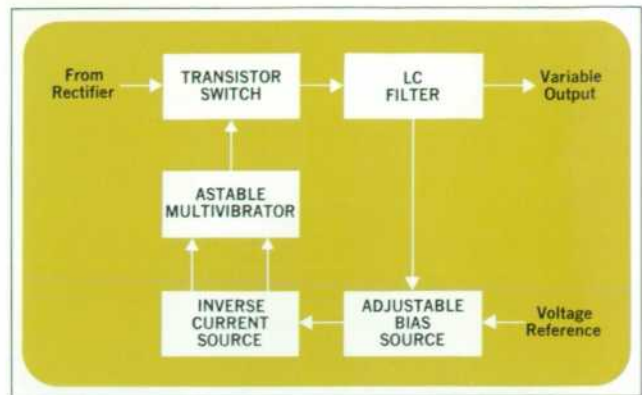 From
Rectifier
TRANSISTOR
SWITCH
LC
FILTER
Variable
Output
ASTABLE
MULTIVIBRATOR
INVERSE
CURRENT
SOURCE
ADJUSTABLE
BIAS
SOURCE
Voltage
Reference